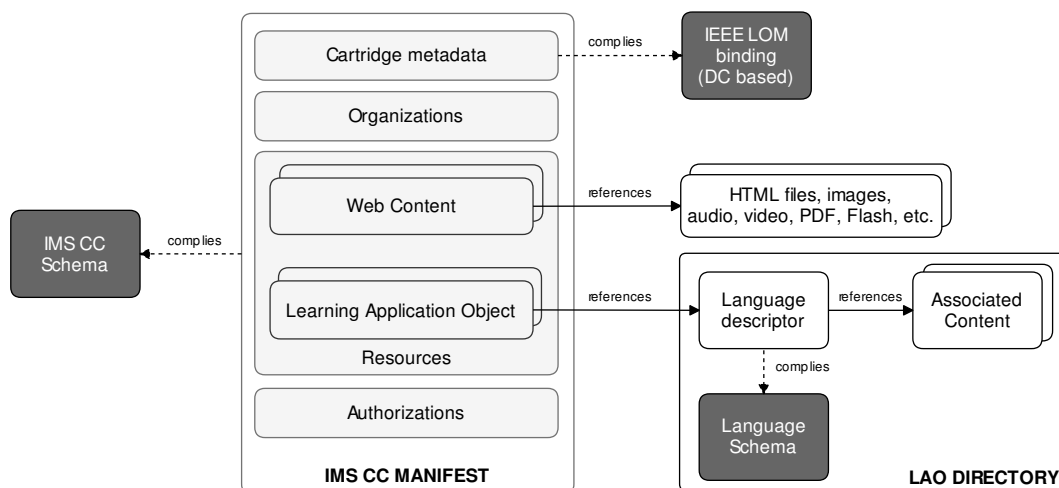 Cartridge metadata
complies
IEEE LOM
binding
(DC based)
Organizations
Web Content
references
HTML files, images,
audio, video, PDF, Flash, etc.
IMS CC
Schema
complies
Learning Application Object
references
Language
descriptor
references
Associated
Content
Resources
complies
Authorizations
Language
Schema
IMS CC MANIFEST
LAO DIRECTORY